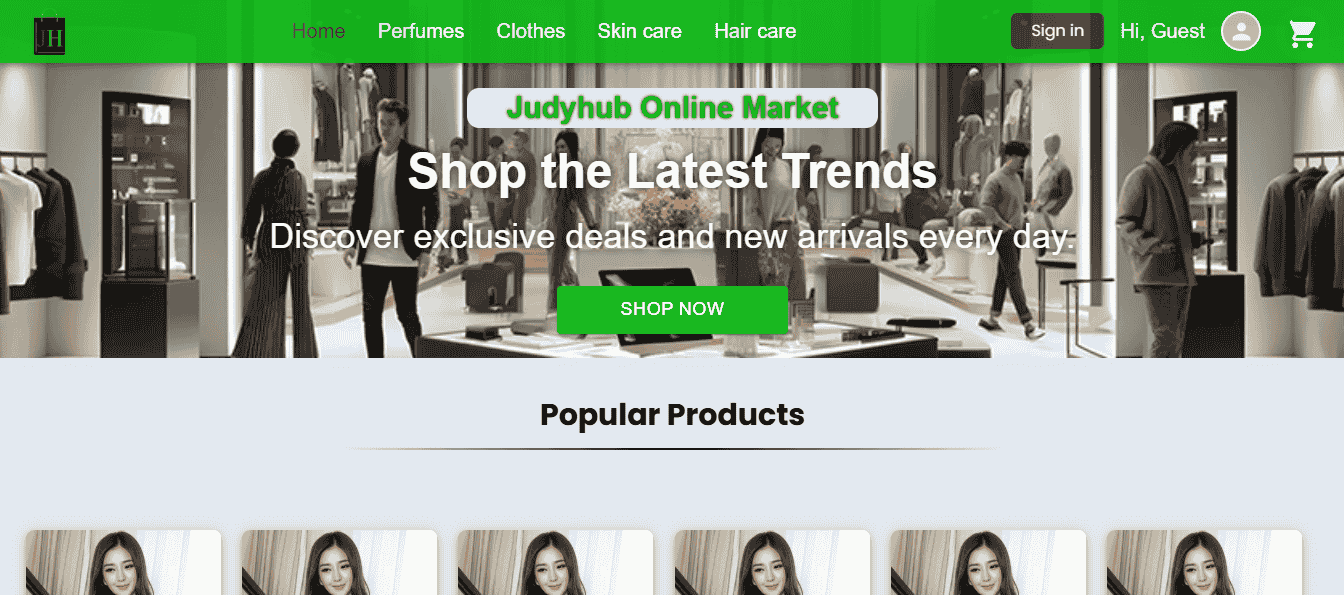 JH
Home Perfumes Clothes Skin care Hair care Sign in Hi, Guest
Judyhub Online Market
Shop the Latest Trends
Discover exclusive deals and new arrivals every day.
SHOP NOW
Popular Products